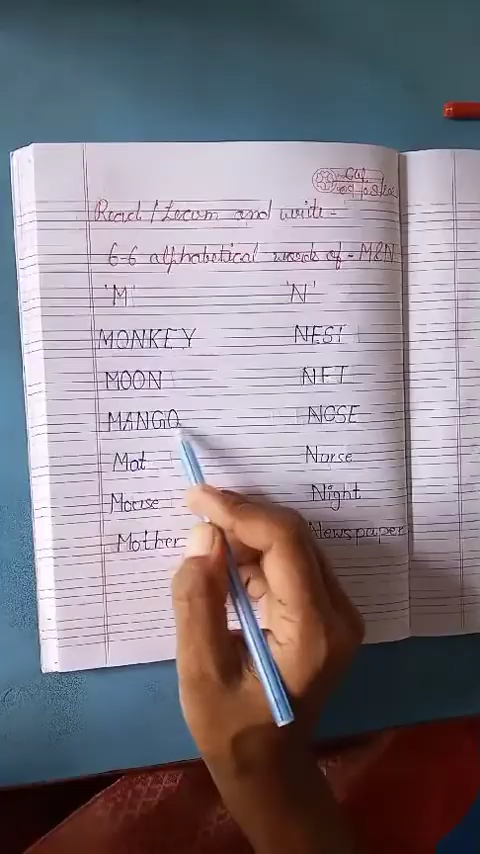 Read / Learn and write -
6-6 alphabetical words of - M&N
'M' 'N'
MONKEY NEST
MOON NET
MANGO NOSE
Mat Nurse
Mouse Night
Mother Newspaper